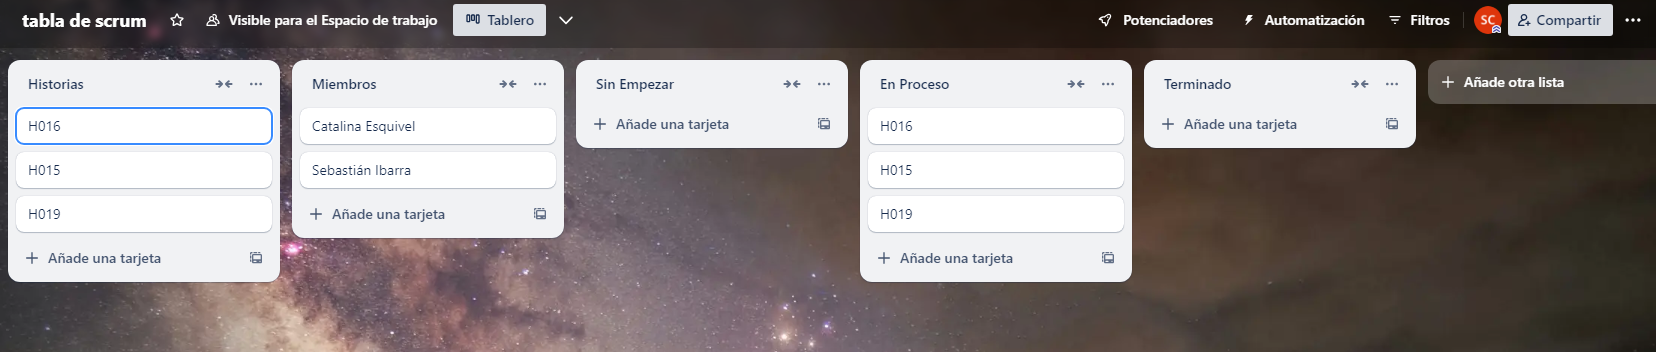 tabla de scrum
Visible para el Espacio de trabajo
Tablero
Potenciadores
Automatización
Filtros
SC
Compartir
Historias
H016
H015
H019
Añade una tarjeta
Miembros
Catalina Esquivel
Sebastián Ibarra
Añade una tarjeta
Sin Empezar
Añade una tarjeta
En Proceso
H016
H015
H019
Añade una tarjeta
Terminado
Añade una tarjeta
Añade otra lista